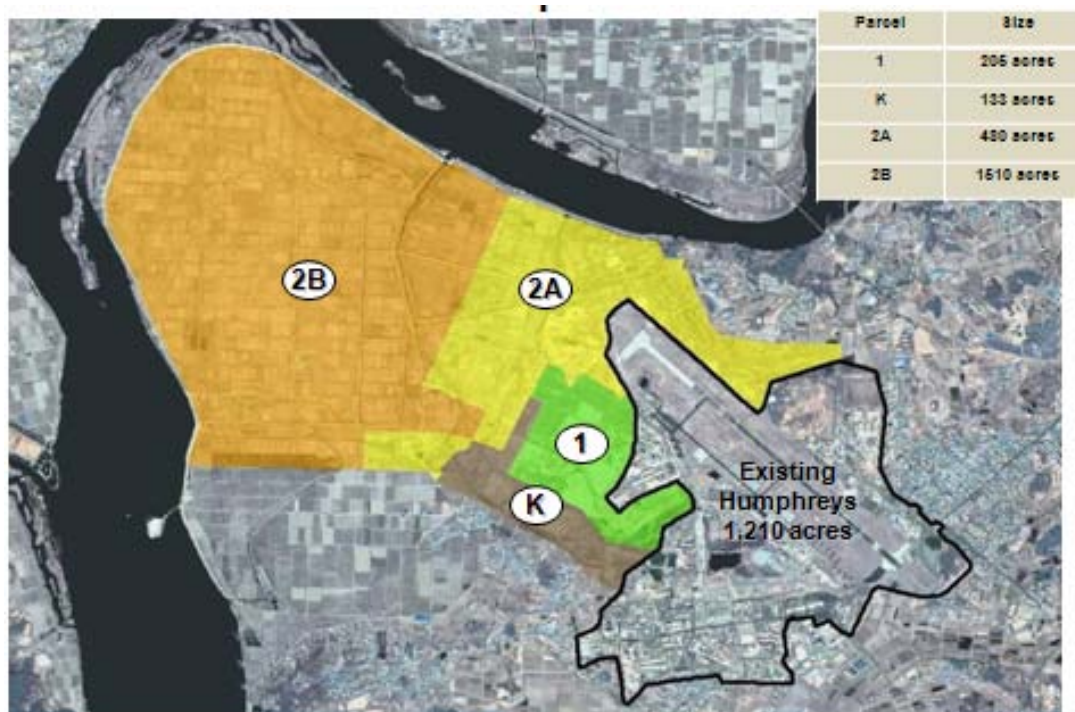 Parcel Size
1 205 acres
K 133 acres
2A 480 acres
2B 1510 acres
2B
2A
1
K
Existing
Humphreys
1,210 acres